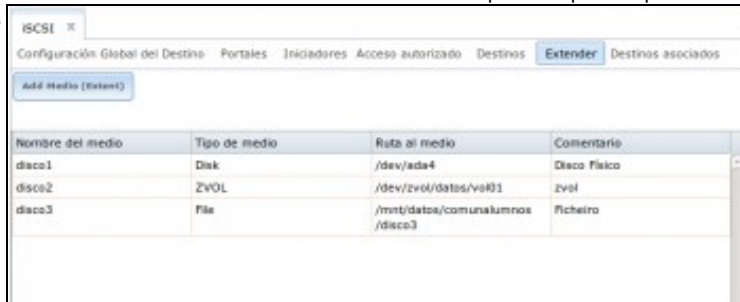 iSCSI ×
Configuración Global del Destino Portales Iniciadores Acceso autorizado Destinos Extender Destinos asociados
Add Medio (Extent)
Nombre del medio Tipo de medio Ruta al medio Comentario
disco1 Disk /dev/ada4 Disco Físico
disco2 ZVOL /dev/zvol/datos/vol01 zvol
disco3 File /mnt/datos/comunalumnos Ficheiro
/disco3